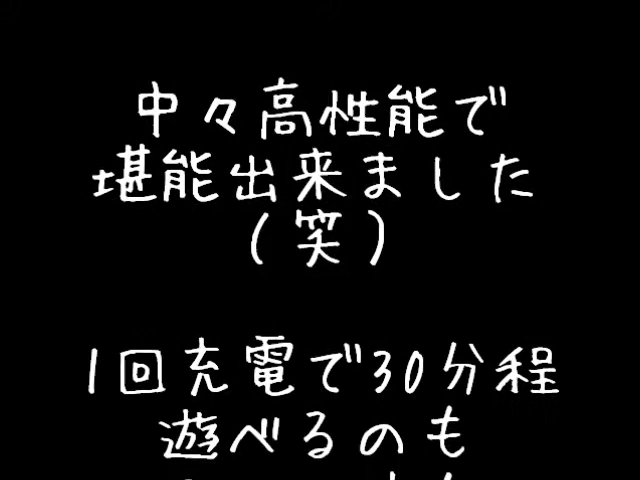 中々高性能で
堪能出来ました
(笑)
1回充電で30分程
遊べるのも